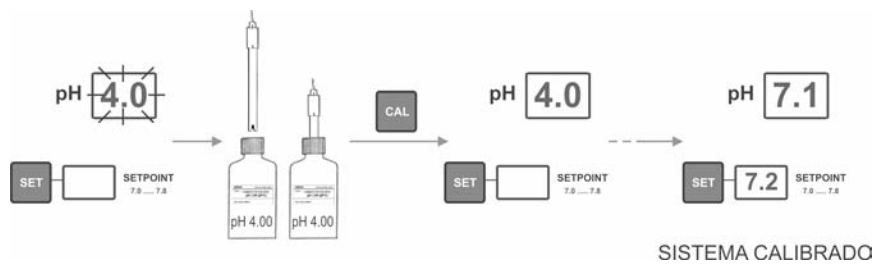 pH 4.0
SET SETPOINT
7.0 .... 7.8
pH 4.00
pH 4.00
CAL
pH 4.0
SET SETPOINT
7.0 .... 7.8
pH 7.1
SET 7.2 SETPOINT
7.0 .... 7.8
SISTEMA CALIBRADO